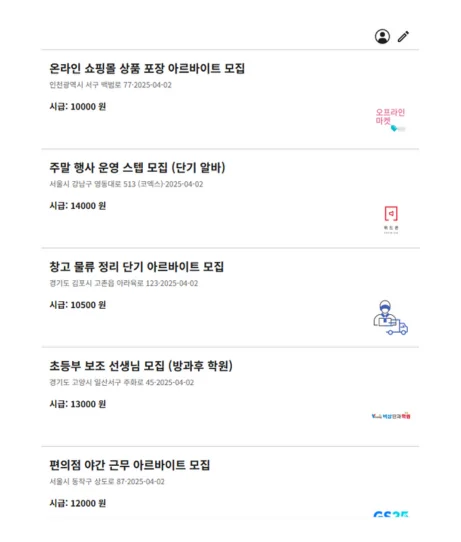 온라인 쇼핑몰 상품 포장 아르바이트 모집
인천광역시 서구 백범로 77·2025-04-02
시급: 10000 원
오프라인
마켓
주말 행사 운영 스텝 모집 (단기 알바)
서울시 강남구 영동대로 513 (코엑스)·2025-04-02
시급: 14000 원
창고 물류 정리 단기 아르바이트 모집
경기도 김포시 고촌읍 아라육로 123·2025-04-02
시급: 10500 원
초등부 보조 선생님 모집 (방과후 학원)
경기도 고양시 일산서구 주화로 45·2025-04-02
시급: 13000 원
편의점 야간 근무 아르바이트 모집
서울시 동작구 상도로 87·2025-04-02
시급: 12000 원
GS25